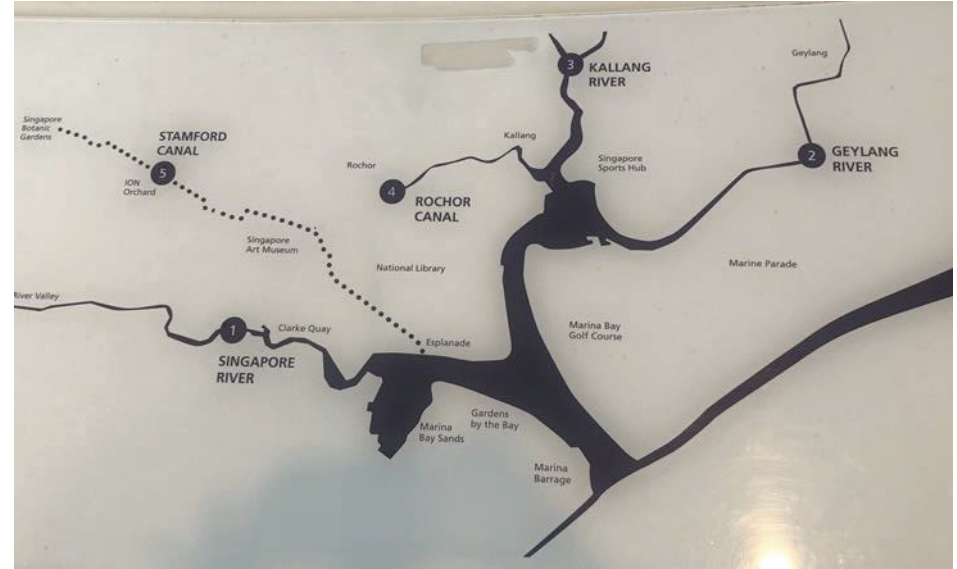 Geylang
3
KALLANG
RIVER
Singapore
Botanic
Gardens
STAMFORD
CANAL
5
ION
Orchard
Kallang
Rochor
4
ROCHOR
CANAL
Singapore
Sports Hub
2
GEYLANG
RIVER
Singapore
Art Museum
National Library
Marine Parade
River Valley
1
Clarke Quay
SINGAPORE
RIVER
Esplanade
Marina Bay
Golf Course
Marina
Bay Sands
Gardens
by the Bay
Marina
Barrage